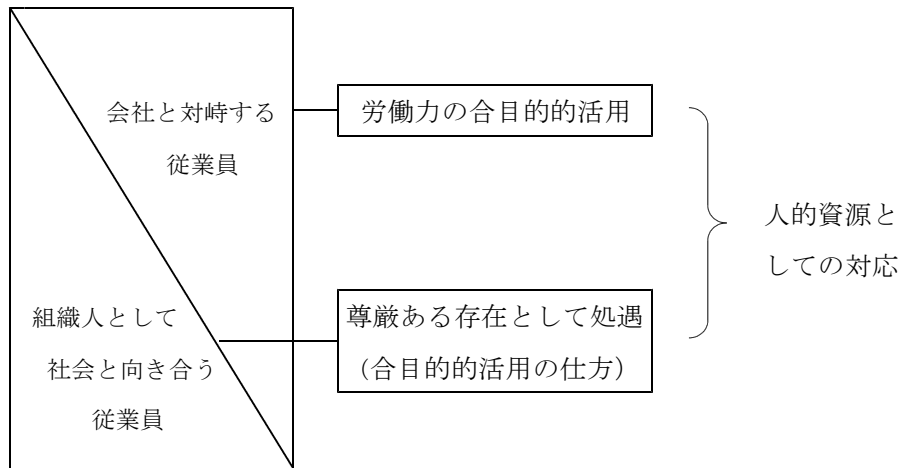 会社と対峙する
従業員
労働力の合目的的活用
人的資源と
しての対応
組織人として
社会と向き合う
従業員
尊厳ある存在として処遇
（合目的的活用の仕方）